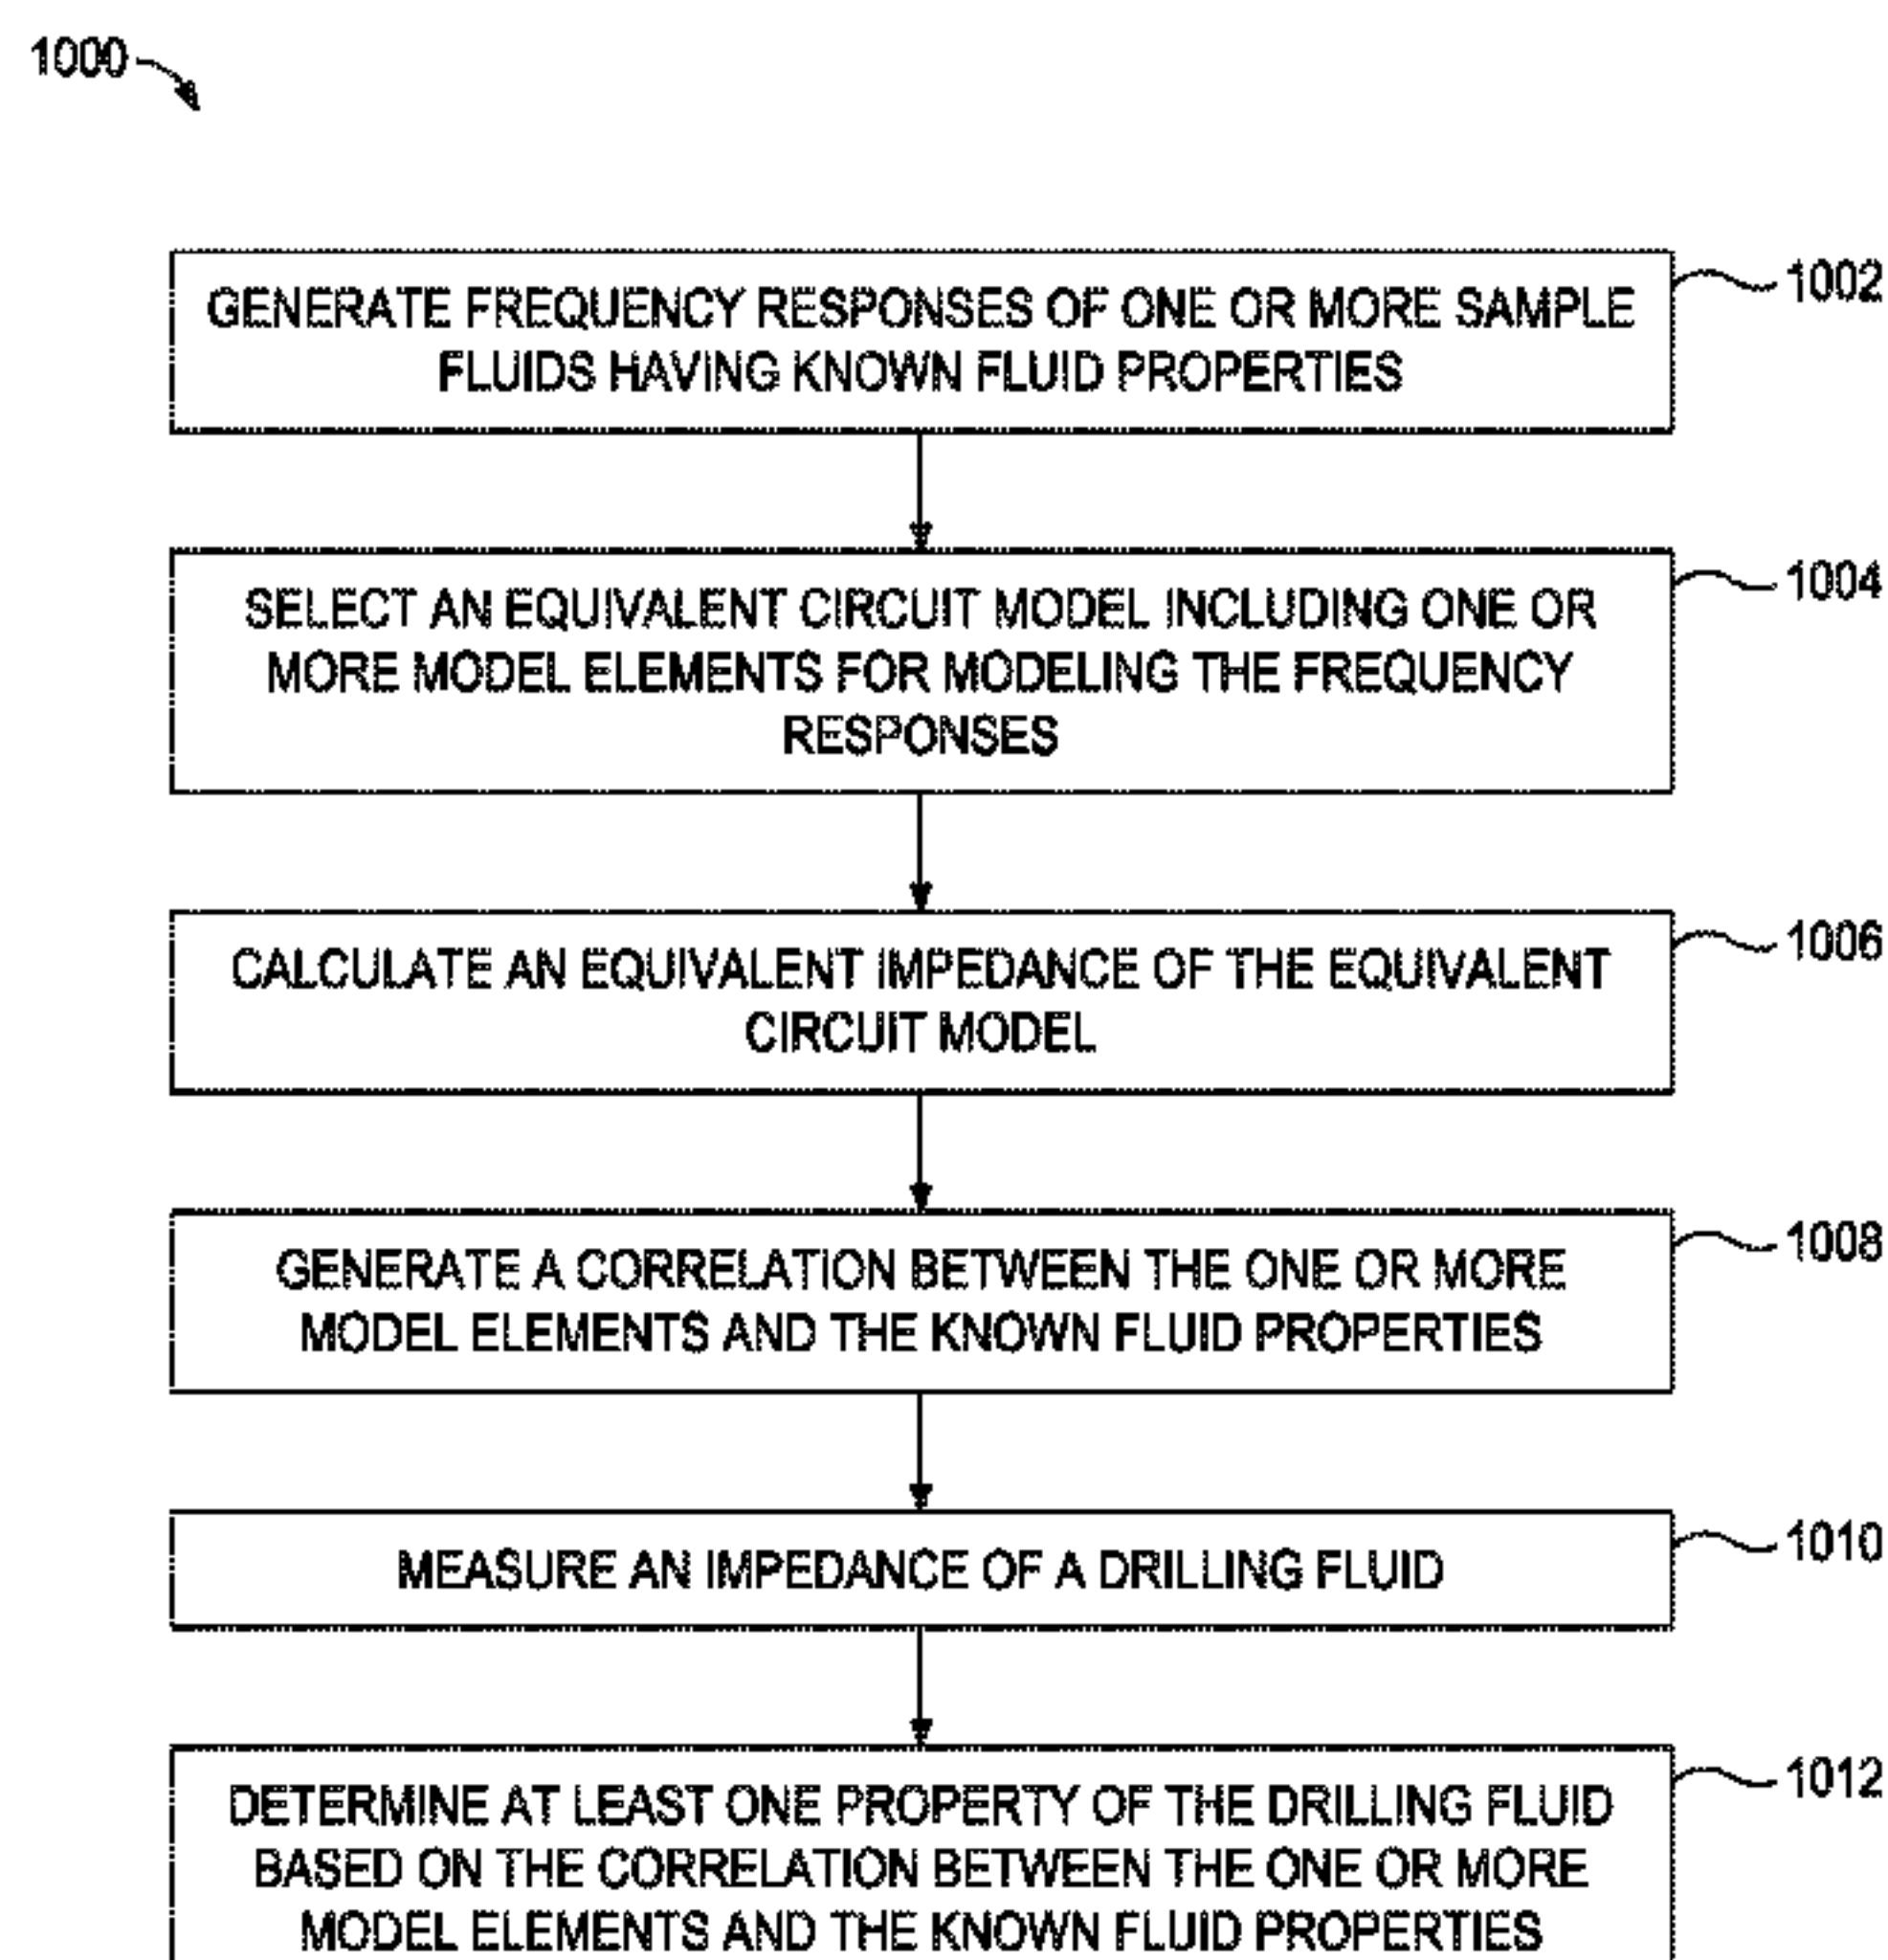 1000
GENERATE FREQUENCY RESPONSES OF ONE OR MORE SAMPLE
FLUIDS HAVING KNOWN FLUID PROPERTIES
1002
SELECT AN EQUIVALENT CIRCUIT MODEL INCLUDING ONE OR
MORE MODEL ELEMENTS FOR MODELING THE FREQUENCY
RESPONSES
1004
CALCULATE AN EQUIVALENT IMPEDANCE OF THE EQUIVALENT
CIRCUIT MODEL
1006
GENERATE A CORRELATION BETWEEN THE ONE OR MORE
MODEL ELEMENTS AND THE KNOWN FLUID PROPERTIES
1008
MEASURE AN IMPEDANCE OF A DRILLING FLUID
1010
DETERMINE AT LEAST ONE PROPERTY OF THE DRILLING FLUID
BASED ON THE CORRELATION BETWEEN THE ONE OR MORE
MODEL ELEMENTS AND THE KNOWN FLUID PROPERTIES
1012